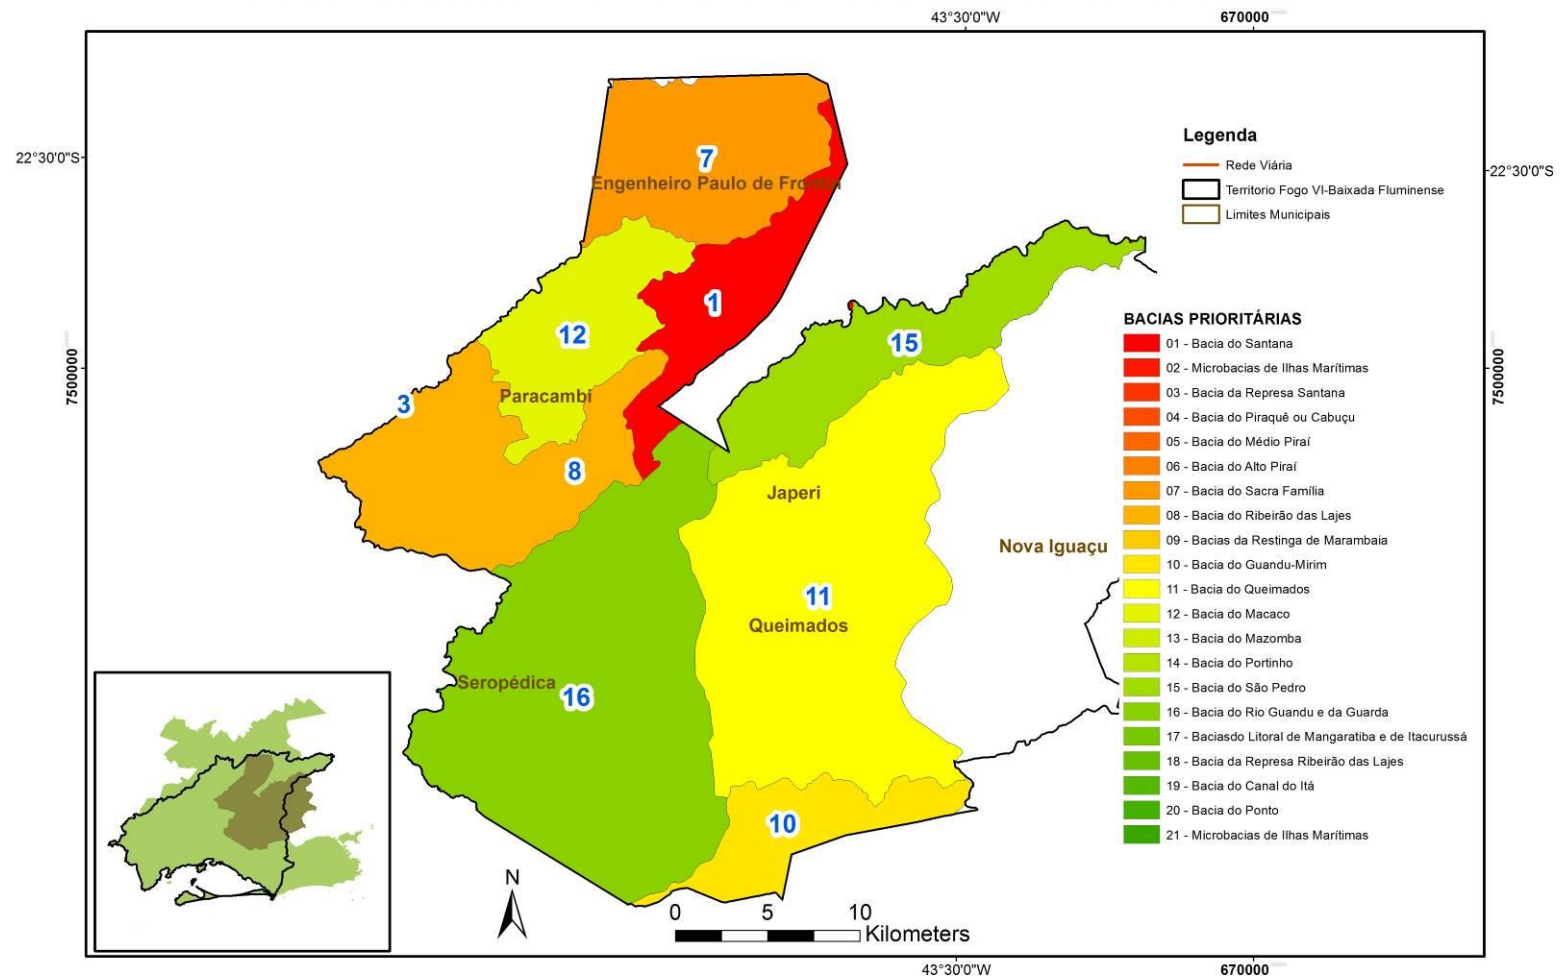 43°30'0"W
670000
22°30'0"S
22°30'0"S
7500000
7500000
7
Engenheiro Paulo de Frontin
1
12
15
3
Paracambi
8
Japeri
Nova Iguaçu
11
Queimados
Seropédica
16
10
Legenda
Rede Viária
Territorio Fogo VI-Baixada Fluminense
Limites Municipais
BACIAS PRIORITÁRIAS
01 - Bacia do Santana
02 - Microbacias de Ilhas Marítimas
03 - Bacia da Represa Santana
04 - Bacia do Piraquê ou Cabuçu
05 - Bacia do Médio Piraí
06 - Bacia do Alto Piraí
07 - Bacia do Sacra Família
08 - Bacia do Ribeirão das Lajes
09 - Bacias da Restinga de Marambaia
10 - Bacia do Guandu-Mirim
11 - Bacia do Queimados
12 - Bacia do Macaco
13 - Bacia do Mazomba
14 - Bacia do Portinho
15 - Bacia do São Pedro
16 - Bacia do Rio Guandu e da Guarda
17 - Baciasdo Litoral de Mangaratiba e de Itacurussá
18 - Bacia da Represa Ribeirão das Lajes
19 - Bacia do Canal do Itá
20 - Bacia do Ponto
21 - Microbacias de Ilhas Marítimas
N
0 5 10
Kilometers
43°30'0"W
670000